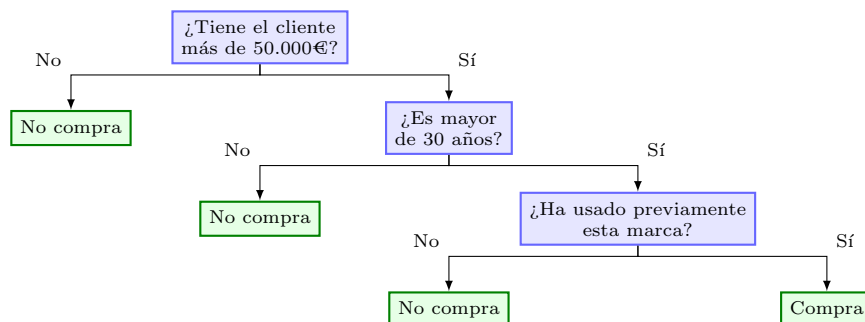 ¿Tiene el cliente
más de 50.000€?
No
Sí
No compra
¿Es mayor
de 30 años?
No
Sí
No compra
¿Ha usado previamente
esta marca?
No
Sí
No compra
Compra